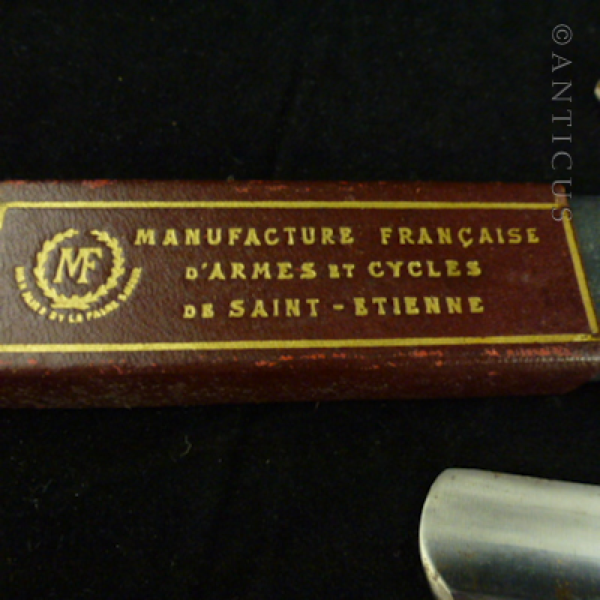 MANUFACTURE FRANÇAISE
D'ARMES ET CYCLES
DE SAINT-ETIENNE
MF
© ANTICUS